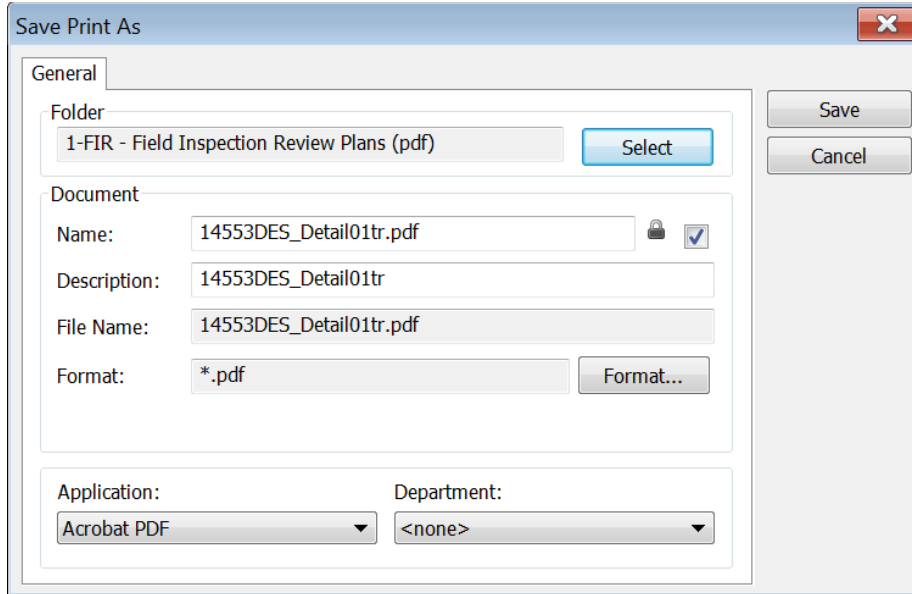 Save Print As
General
Folder
1-FIR - Field Inspection Review Plans (pdf)
Select
Save
Cancel
Document
Name:
14553DES_Detail01tr.pdf
Description:
14553DES_Detail01tr
File Name:
14553DES_Detail01tr.pdf
Format:
*.pdf
Format...
Application:
Department:
Acrobat PDF
<none>